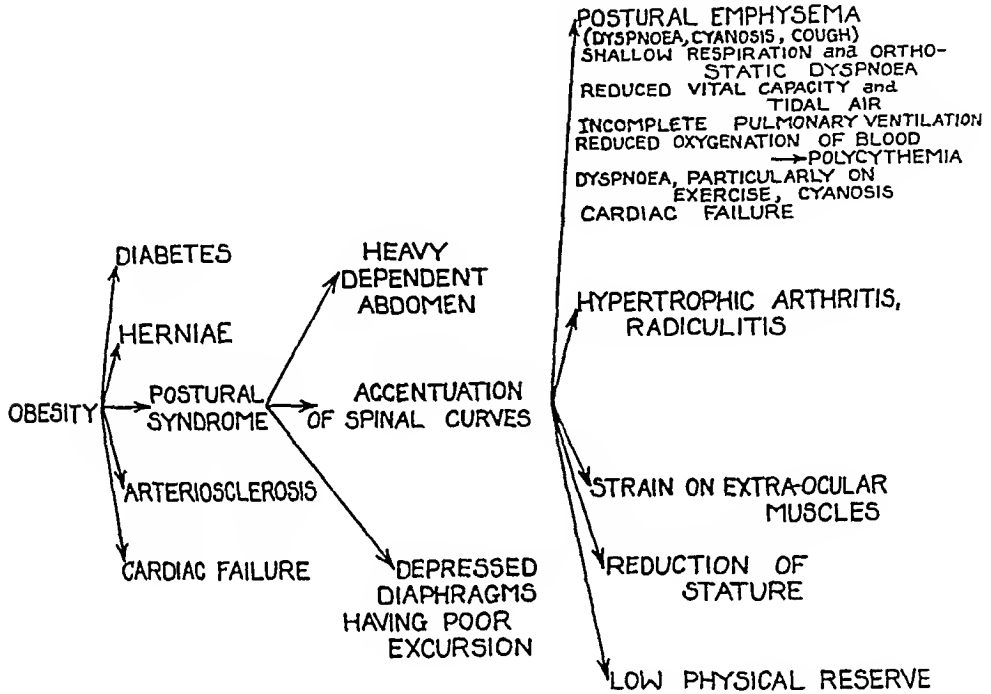 OBESITY
DIABETES
HERNIAE
POSTURAL
SYNDROME
ARTERIOSCLEROSIS
CARDIAC FAILURE
HEAVY
DEPENDENT
ABDOMEN
ACCENTUATION
OF SPINAL CURVES
DEPRESSED
DIAPHRAGMS
HAVING POOR
EXCURSION
POSTURAL EMPHYSEMA
(DYSPNOEA, CYANOSIS, COUGH)
SHALLOW RESPIRATION and ORTHO-
STATIC DYSPNOEA
REDUCED VITAL CAPACITY and
TIDAL AIR
INCOMPLETE PULMONARY VENTILATION
REDUCED OXYGENATION OF BLOOD
→POLYCYTHEMIA
DYSPNOEA, PARTICULARLY ON
EXERCISE, CYANOSIS
CARDIAC FAILURE
HYPERTROPHIC ARTHRITIS,
RADICULITIS
STRAIN ON EXTRA-OCULAR
MUSCLES
REDUCTION OF
STATURE
LOW PHYSICAL RESERVE